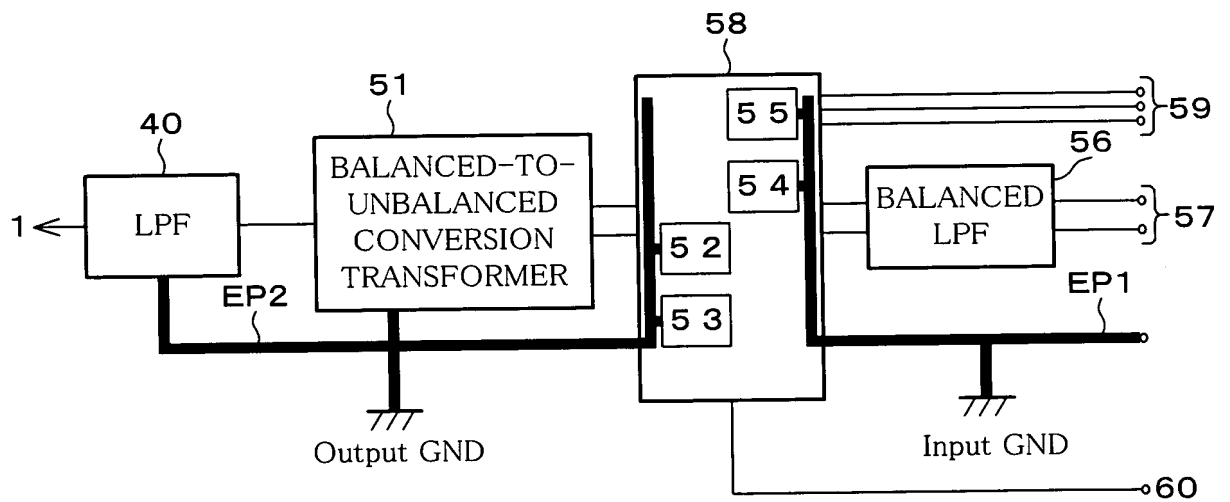 58
51
40
55
59
56
BALANCED-TO-
UNBALANCED
CONVERSION
TRANSFORMER
54
BALANCED
LPF
57
1
LPF
52
EP2
53
EP1
Output GND
Input GND
60